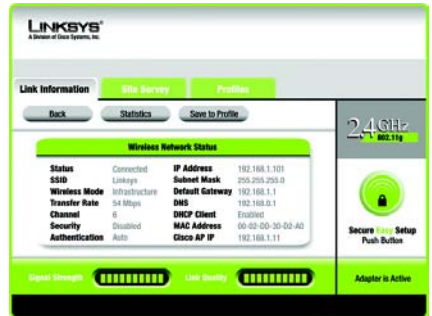 LINKSYS®
A Division of Cisco Systems, Inc.
Link Information
Site Survey
Profiles
Back
Statistics
Save to Profile
2.4GHz
802.11g
Wireless Network Status
Status Connected IP Address 192.168.1.101
SSID Linksys Subnet Mask 255.255.255.0
Wireless Mode Infrastructure Default Gateway 192.168.1.1
Transfer Rate 54 Mbps DNS 192.168.0.1
Channel 6 DHCP Client Enabled
Security Disabled MAC Address 00-02-DD-30-D2-A0
Authentication Auto Cisco AP IP 192.168.1.11
Secure Easy Setup
Push Button
Signal Strength
Link Quality
Adapter is Active